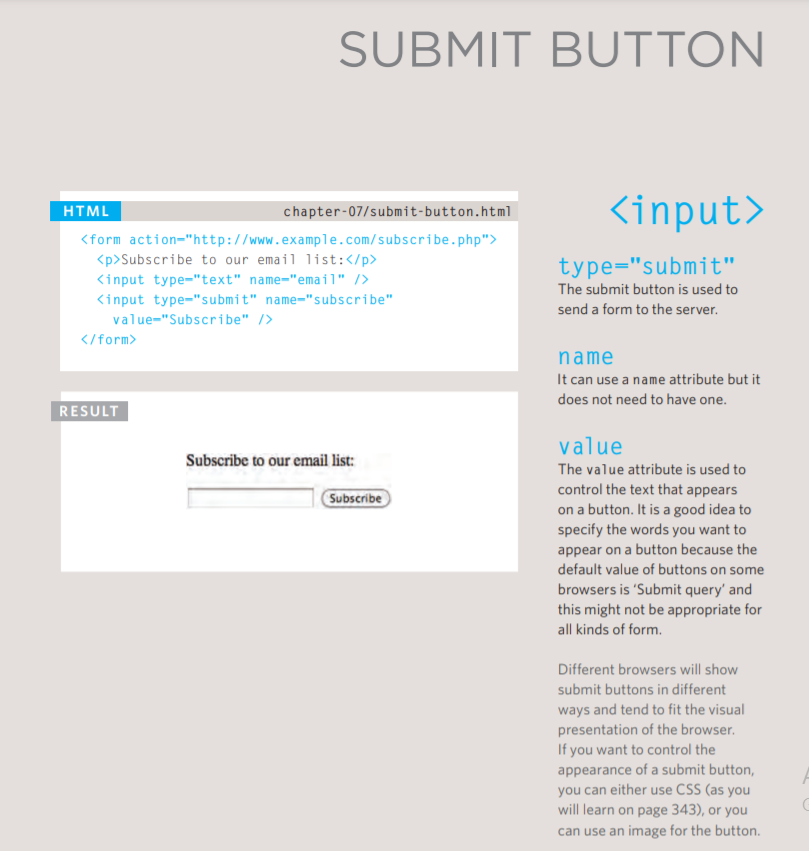 SUBMIT BUTTON
HTML chapter-07/submit-button.html
<form action="http://www.example.com/subscribe.php">
<p>Subscribe to our email list:</p>
<input type="text" name="email" />
<input type="submit" name="subscribe"
value="Subscribe" />
</form>
RESULT
Subscribe to our email list:
Subscribe
<input>
type="submit"
The submit button is used to
send a form to the server.
name
It can use a name attribute but it
does not need to have one.
value
The value attribute is used to
control the text that appears
on a button. It is a good idea to
specify the words you want to
appear on a button because the
default value of buttons on some
browsers is ‘Submit query’ and
this might not be appropriate for
all kinds of form.
Different browsers will show
submit buttons in different
ways and tend to fit the visual
presentation of the browser.
If you want to control the
appearance of a submit button,
you can either use CSS (as you
will learn on page 343), or you
can use an image for the button.